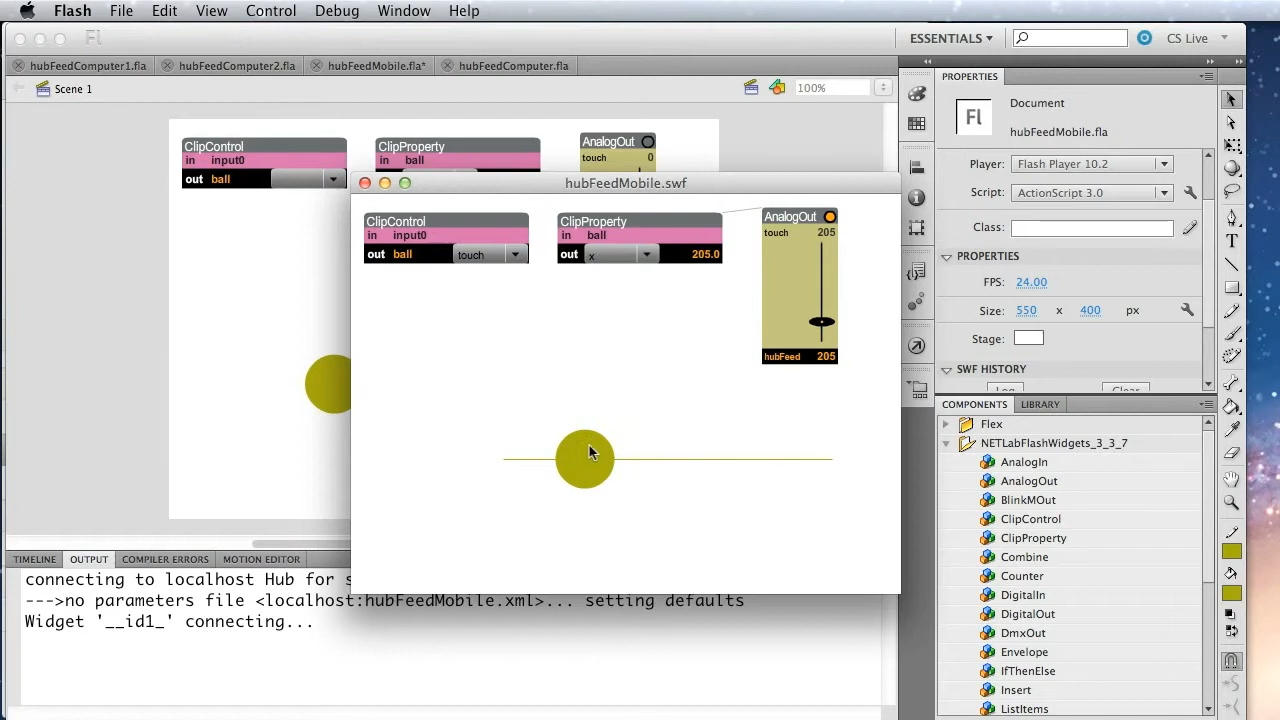 Flash File Edit View Control Debug Window Help
Fl ESSENTIALS CS Live
hubFeedComputer1.fla hubFeedComputer2.fla hubFeedMobile.fla* hubFeedComputer.fla
Scene 1 100%
ClipControl ClipProperty AnalogOut
in input0 in ball touch 0
out ball
hubFeedMobile.swf
ClipControl ClipProperty AnalogOut
in input0 in ball touch 205
out ball touch out x 205.0
hubFeed 205
TIMELINE OUTPUT COMPILER ERRORS MOTION EDITOR
connecting to localhost Hub for s
--->no parameters file <localhost:hubFeedMobile.xml>... setting defaults
Widget '__id1_' connecting...
PROPERTIES
Fl Document
hubFeedMobile.fla
Player: Flash Player 10.2
Script: ActionScript 3.0
Class:
PROPERTIES
FPS: 24.00
Size: 550 x 400 px
Stage:
SWF HISTORY
Log Clear
COMPONENTS LIBRARY
Flex
NETLabFlashWidgets_3_3_7
AnalogIn
AnalogOut
BlinkMOut
ClipControl
ClipProperty
Combine
Counter
DigitalIn
DigitalOut
DmxOut
Envelope
IfThenElse
Insert
ListItems